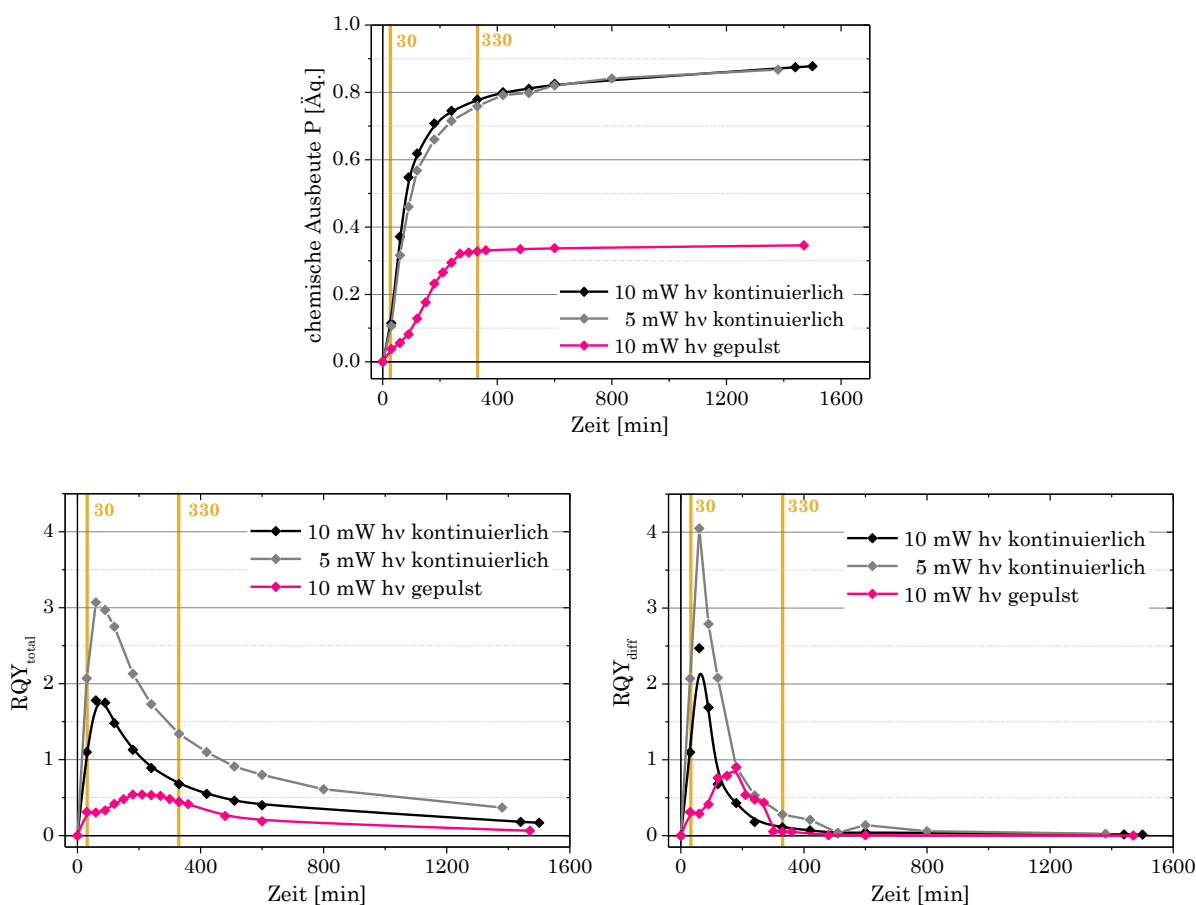 1.0
30
330
0.8
0.6
0.4
0.2
0.0
chemische Ausbeute P [Äq.]
10 mW hν kontinuierlich
5 mW hν kontinuierlich
10 mW hν gepulst
0 400 800 1200 1600
Zeit [min]
30
330
4
3
2
1
0
RQYtotal
10 mW hν kontinuierlich
5 mW hν kontinuierlich
10 mW hν gepulst
0 400 800 1200 1600
Zeit [min]
30
330
4
3
2
1
0
RQYdiff
10 mW hν kontinuierlich
5 mW hν kontinuierlich
10 mW hν gepulst
0 400 800 1200 1600
Zeit [min]